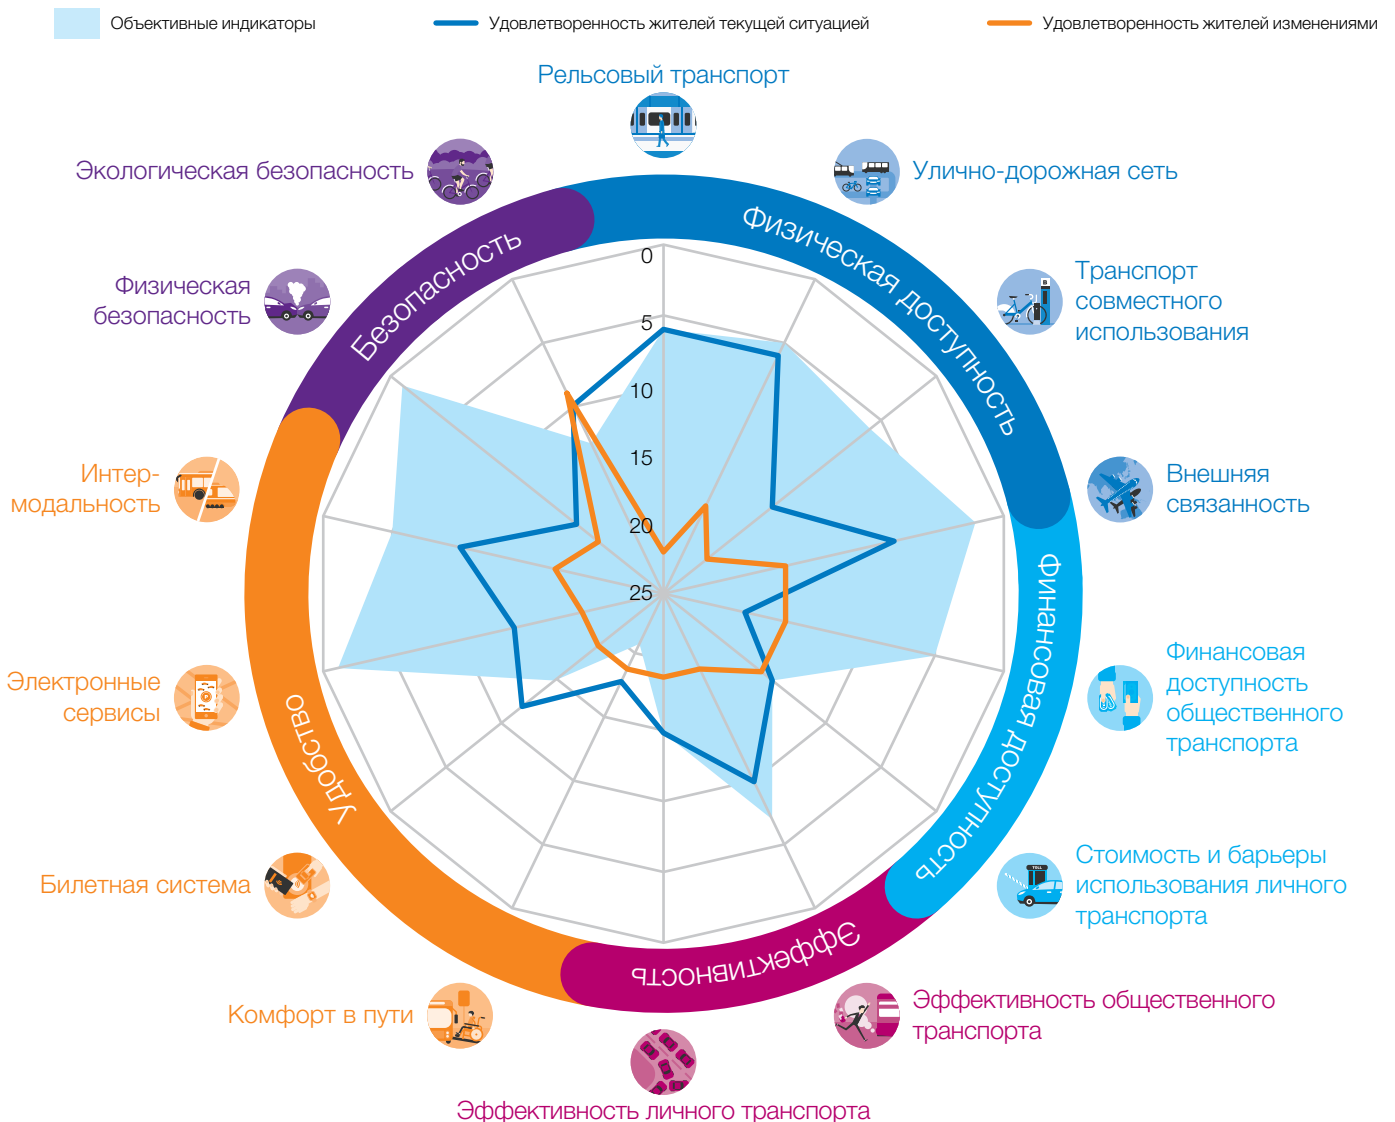 Объективные индикаторы
Удовлетворенность жителей текущей ситуацией
Удовлетворенность жителей изменениями
Рельсовый транспорт
Улично-дорожная сеть
Транспорт
совместного
использования
Внешняя
связанность
Финансовая
доступность
общественного
транспорта
Стоимость и барьеры
использования личного
транспорта
Эффективность общественного
транспорта
Эффективность личного транспорта
Комфорт в пути
Билетная система
Электронные
сервисы
Интер-
модальность
Физическая
безопасность
Экологическая безопасность
Физическая доступность
Финансовая доступность
Эффективность
Удобство
Безопасность
0
5
10
15
20
25
TOLL